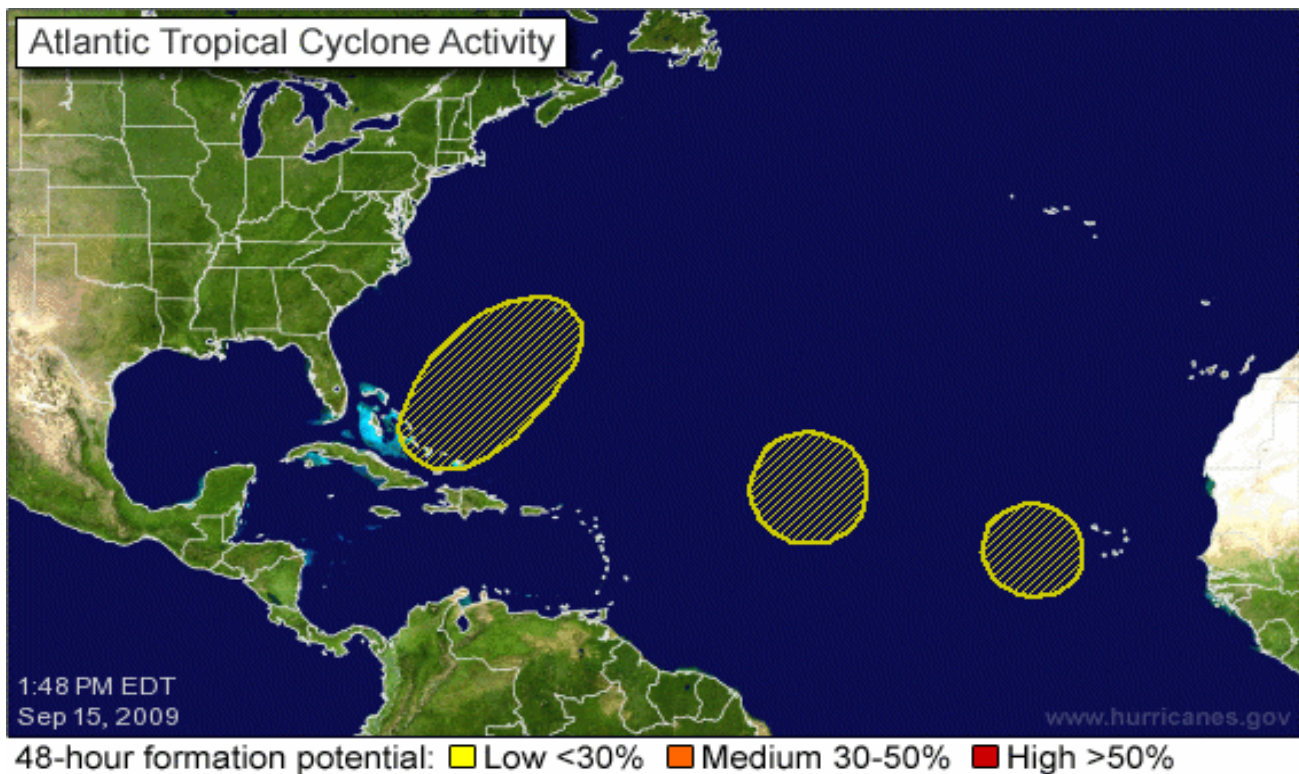 Atlantic Tropical Cyclone Activity
1:48 PM EDT
Sep 15, 2009
www.hurricanes.gov
48-hour formation potential: Low <30% Medium 30-50% High >50%